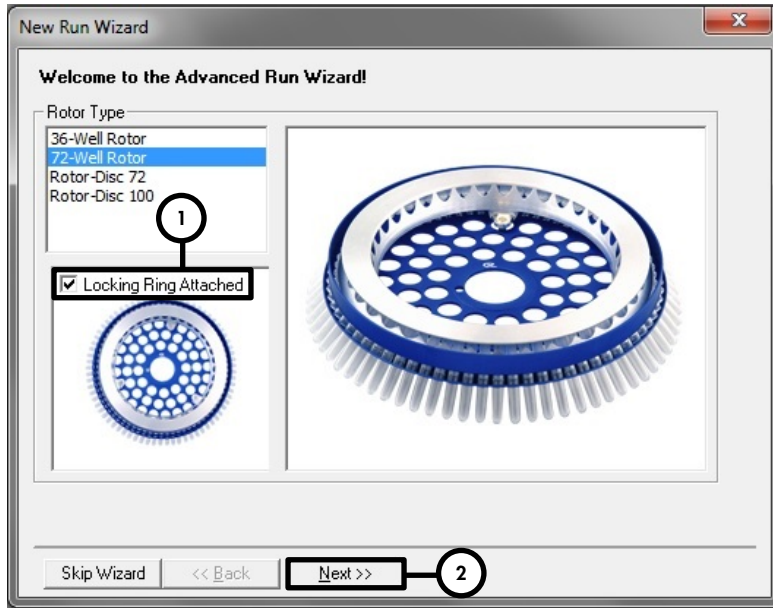 New Run Wizard
Welcome to the Advanced Run Wizard!
Rotor Type
36-Well Rotor
72-Well Rotor
Rotor-Disc 72
Rotor-Disc 100
1
Locking Ring Attached
Skip Wizard
<< Back
Next >>
2